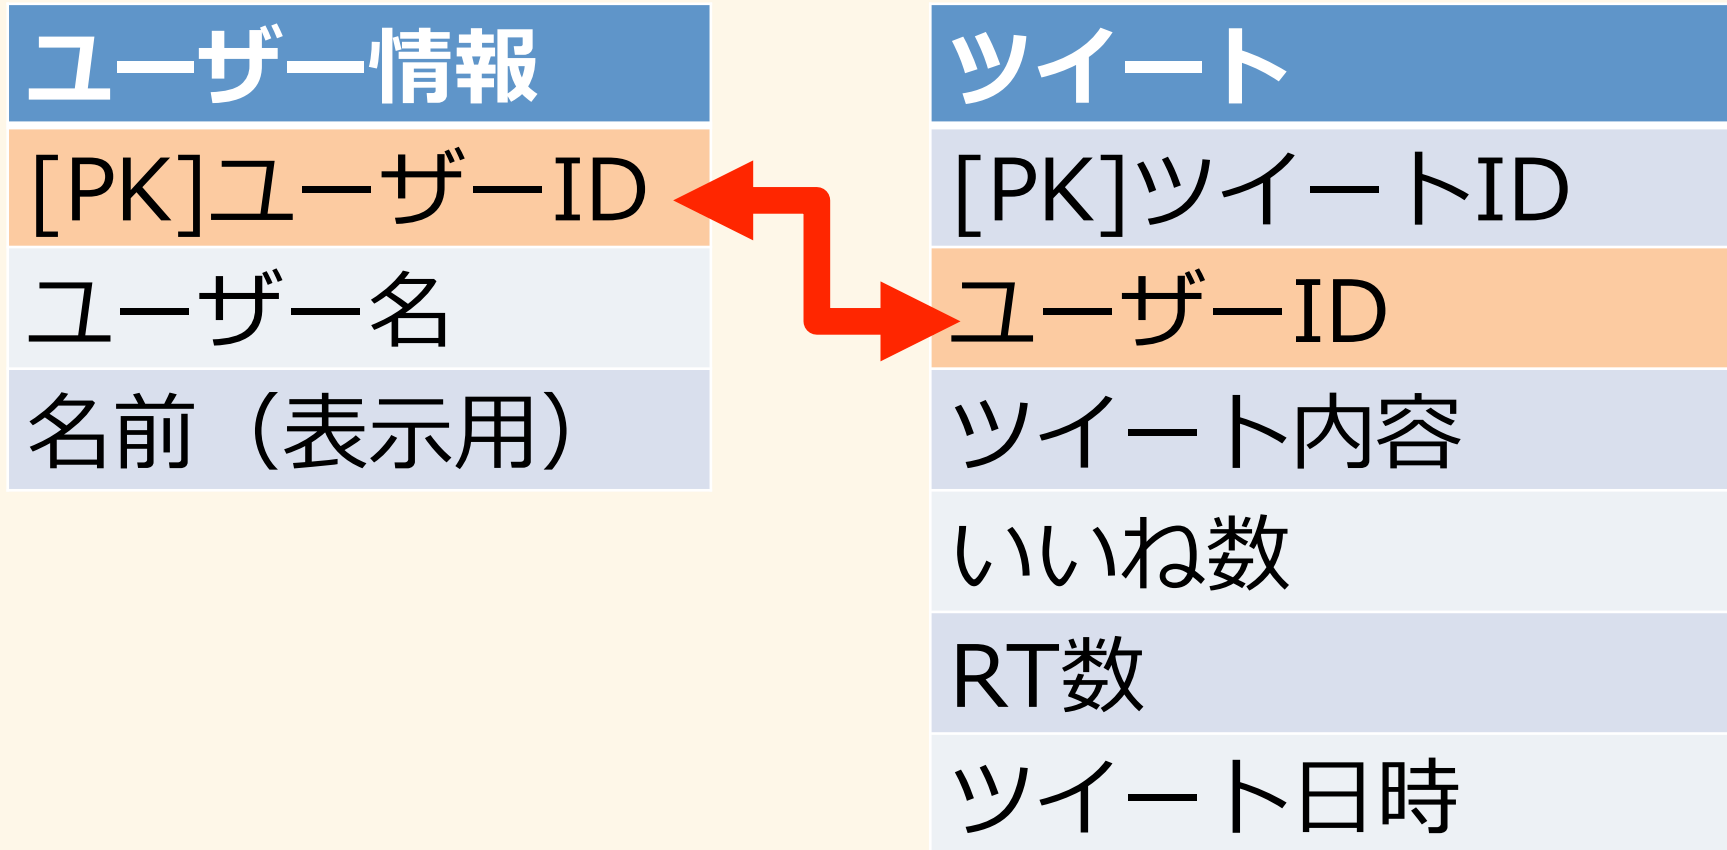 ユーザー情報
[PK]ユーザーID
ユーザー名
名前（表示用）
ツイート
[PK]ツイートID
ユーザーID
ツイート内容
いいね数
RT数
ツイート日時